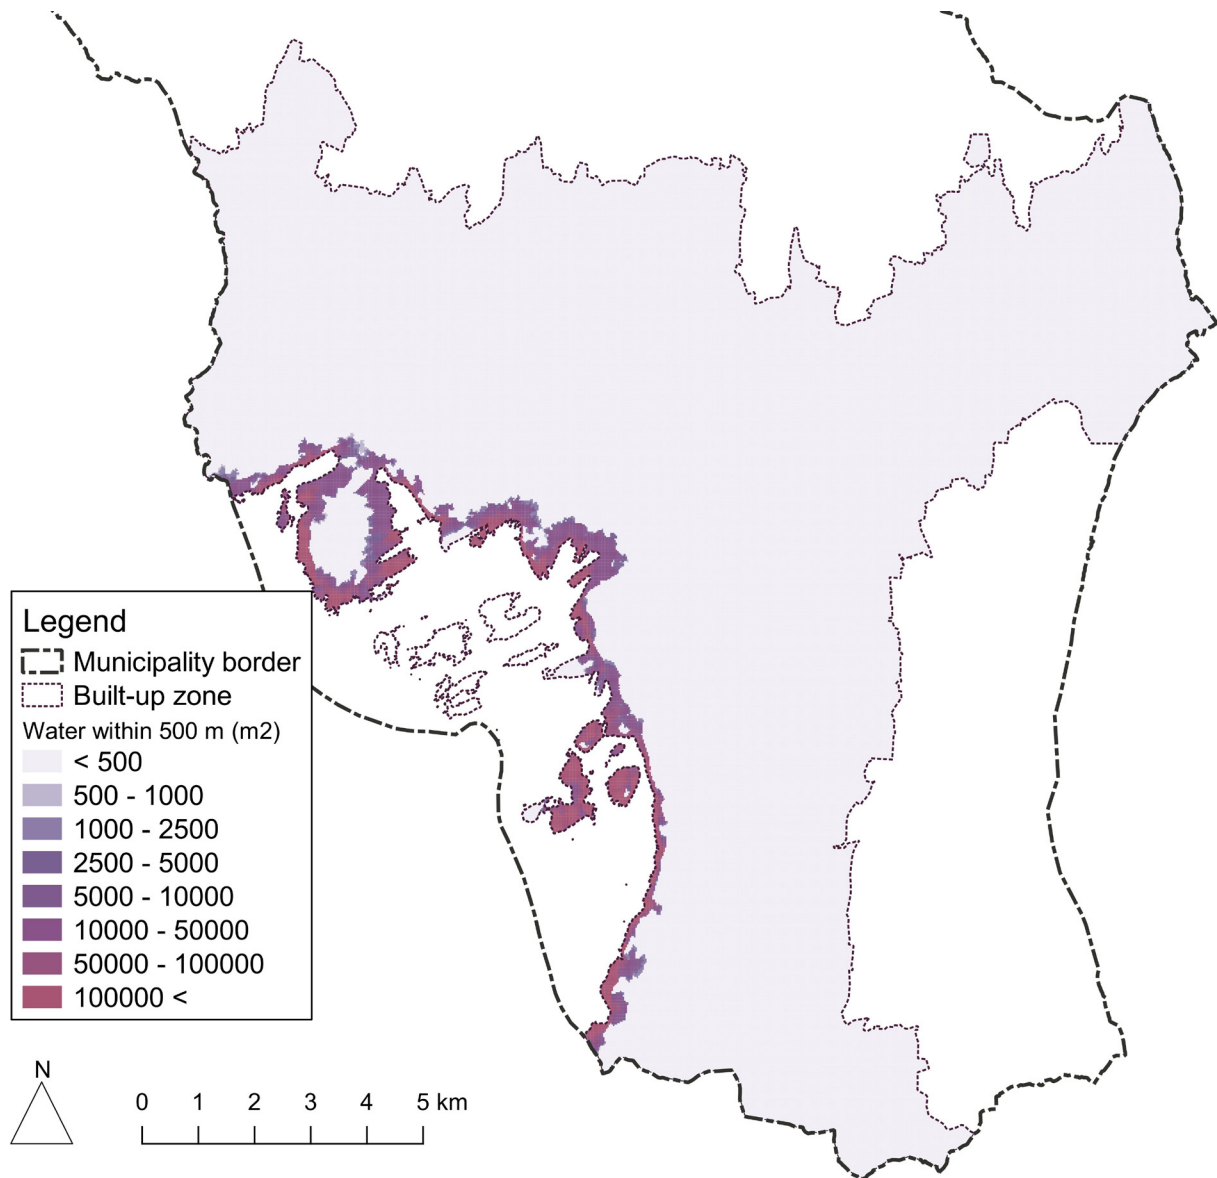 Legend
Municipality border
Built-up zone
Water within 500 m (m2)
< 500
500 - 1000
1000 - 2500
2500 - 5000
5000 - 10000
10000 - 50000
50000 - 100000
100000 <
N
0 1 2 3 4 5 km